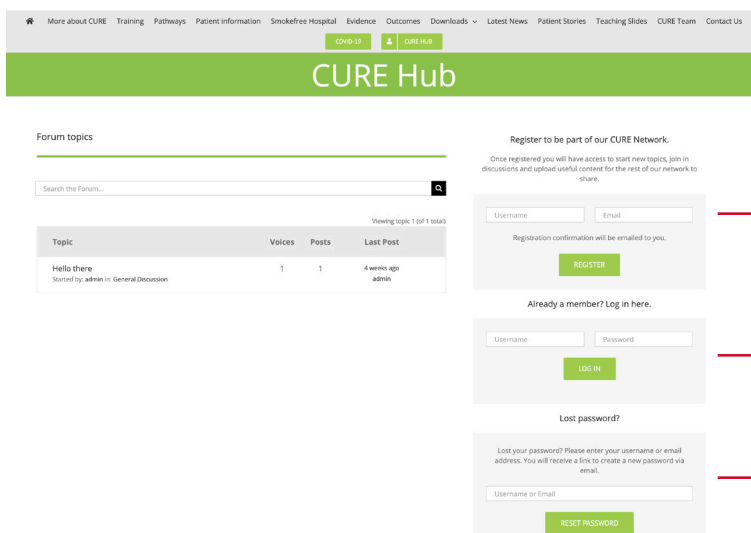 More about CURE Training Pathways Patient information Smokefree Hospital Evidence Outcomes Downloads Latest News Patient Stories Teaching Slides CURE Team Contact Us
COVID-19 CURE HUB
CURE Hub
Forum topics
Search the Forum...
Viewing topic 1 (of 1 total)
Topic Voices Posts Last Post
Hello there 1 1 4 weeks ago
Started by: admin in: General Discussion admin
Register to be part of our CURE Network.
Once registered you will have access to start new topics, join in
discussions and upload useful content for the rest of our network to
share.
Username Email
Registration confirmation will be emailed to you.
REGISTER
Already a member? Log in here.
Username Password
LOG IN
Lost password?
Lost your password? Please enter your username or email
address. You will receive a link to create a new password via
email.
Username or Email
RESET PASSWORD